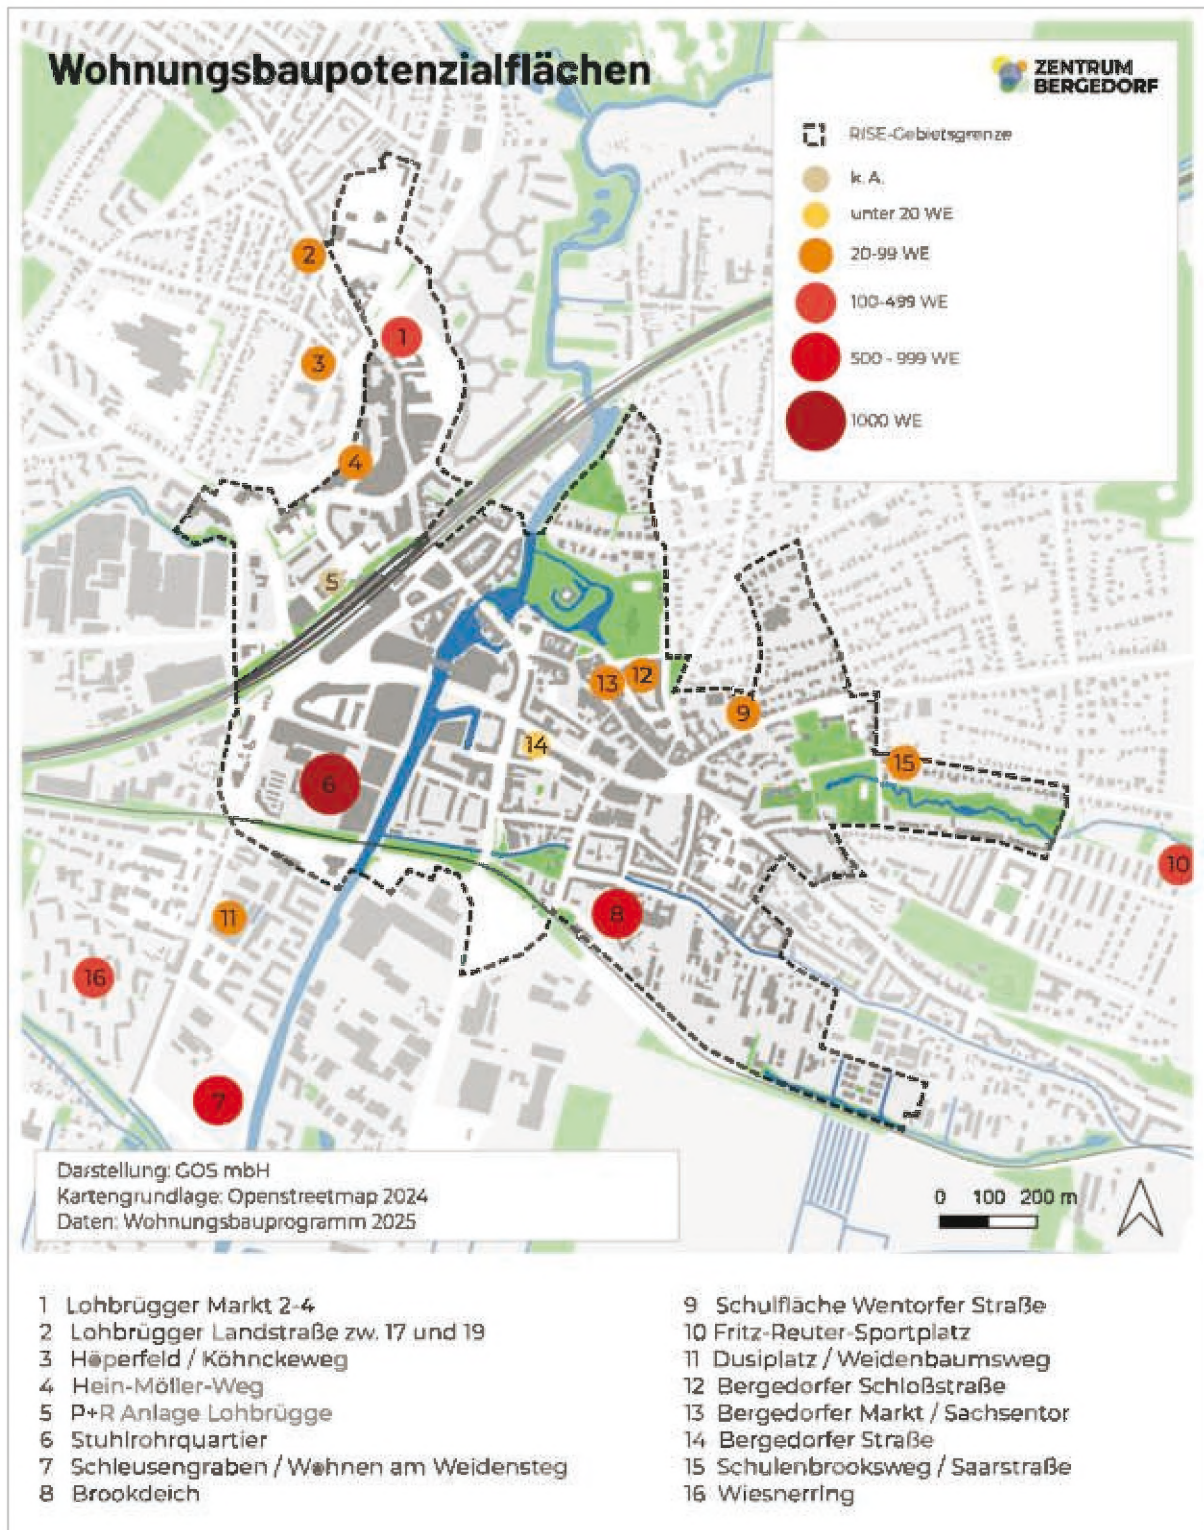 Wohnungsbaupotenzialflächen
ZENTRUM
BERGEDORF
RISE-Gebietsgrenze
k. A.
unter 20 WE
20-99 WE
100-499 WE
500 - 999 WE
1000 WE
2
1
3
4
5
12
13
9
14
15
6
10
8
11
16
7
Darstellung: GOS mbH
Kartengrundlage: Openstreetmap 2024
Daten: Wohnungsbauprogramm 2025
0 100 200 m
1 Lohbrügger Markt 2-4
2 Lohbrügger Landstraße zw. 17 und 19
3 Höperfeld / Köhnckeweg
4 Hein-Möller-Weg
5 P+R Anlage Lohbrügge
6 Stuhlrohrquartier
7 Schleusengraben / Wohnen am Weidensteg
8 Brookdeich
9 Schulfläche Wentorfer Straße
10 Fritz-Reuter-Sportplatz
11 Dusiplatz / Weidenbaumsweg
12 Bergedorfer Schloßstraße
13 Bergedorfer Markt / Sachsentor
14 Bergedorfer Straße
15 Schulenbrooksweg / Saarstraße
16 Wiesnerring